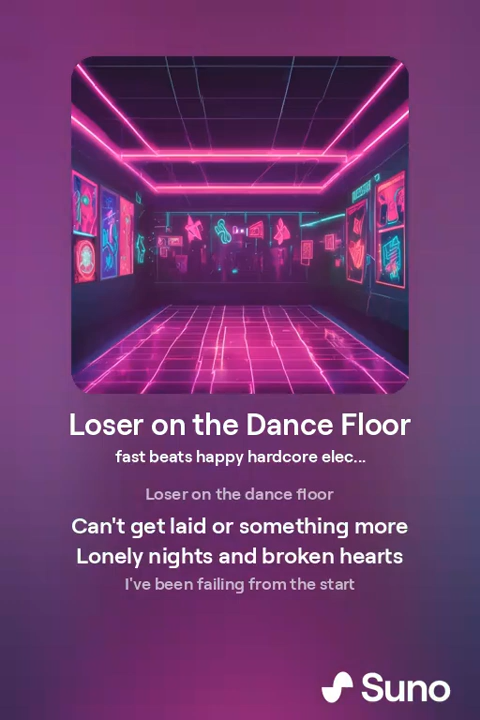 Loser on the Dance Floor
fast beats happy hardcore elec...
Loser on the dance floor
Can't get laid or something more
Lonely nights and broken hearts
I've been failing from the start
Suno